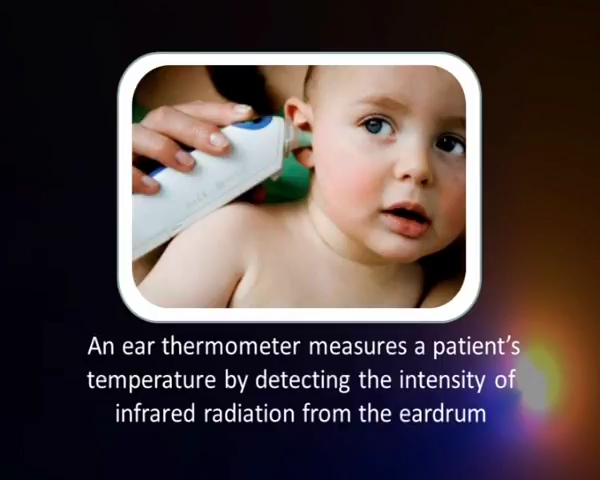 An ear thermometer measures a patient’s
temperature by detecting the intensity of
infrared radiation from the eardrum